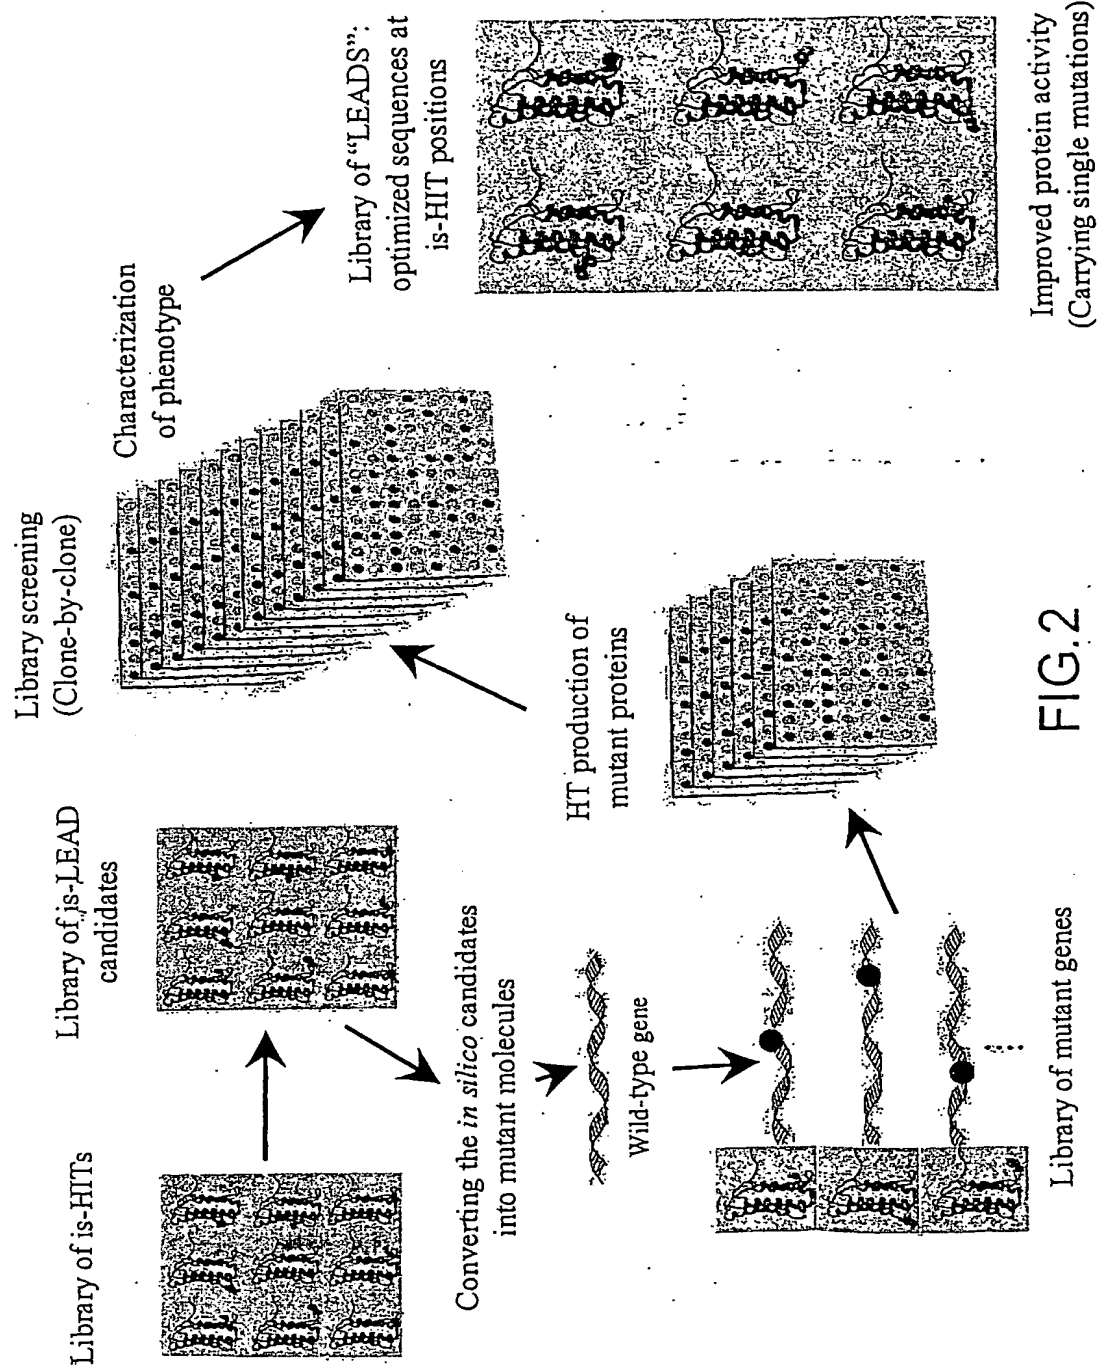 Library of is-HITs
Library of is-LEAD
candidates
Library screening
(Clone-by-clone)
Characterization
of phenotype
Library of “LEADS”:
optimized sequences at
is-HIT positions
Converting the in silico candidates
into mutant molecules
Wild-type gene
HT production of
mutant proteins
Library of mutant genes
Improved protein activity
(Carrying single mutations)
FIG.2